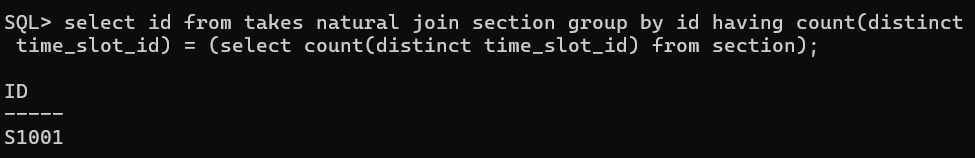 SQL> select id from takes natural join section group by id having count(distinct
 time_slot_id) = (select count(distinct time_slot_id) from section);

ID
-----
S1001